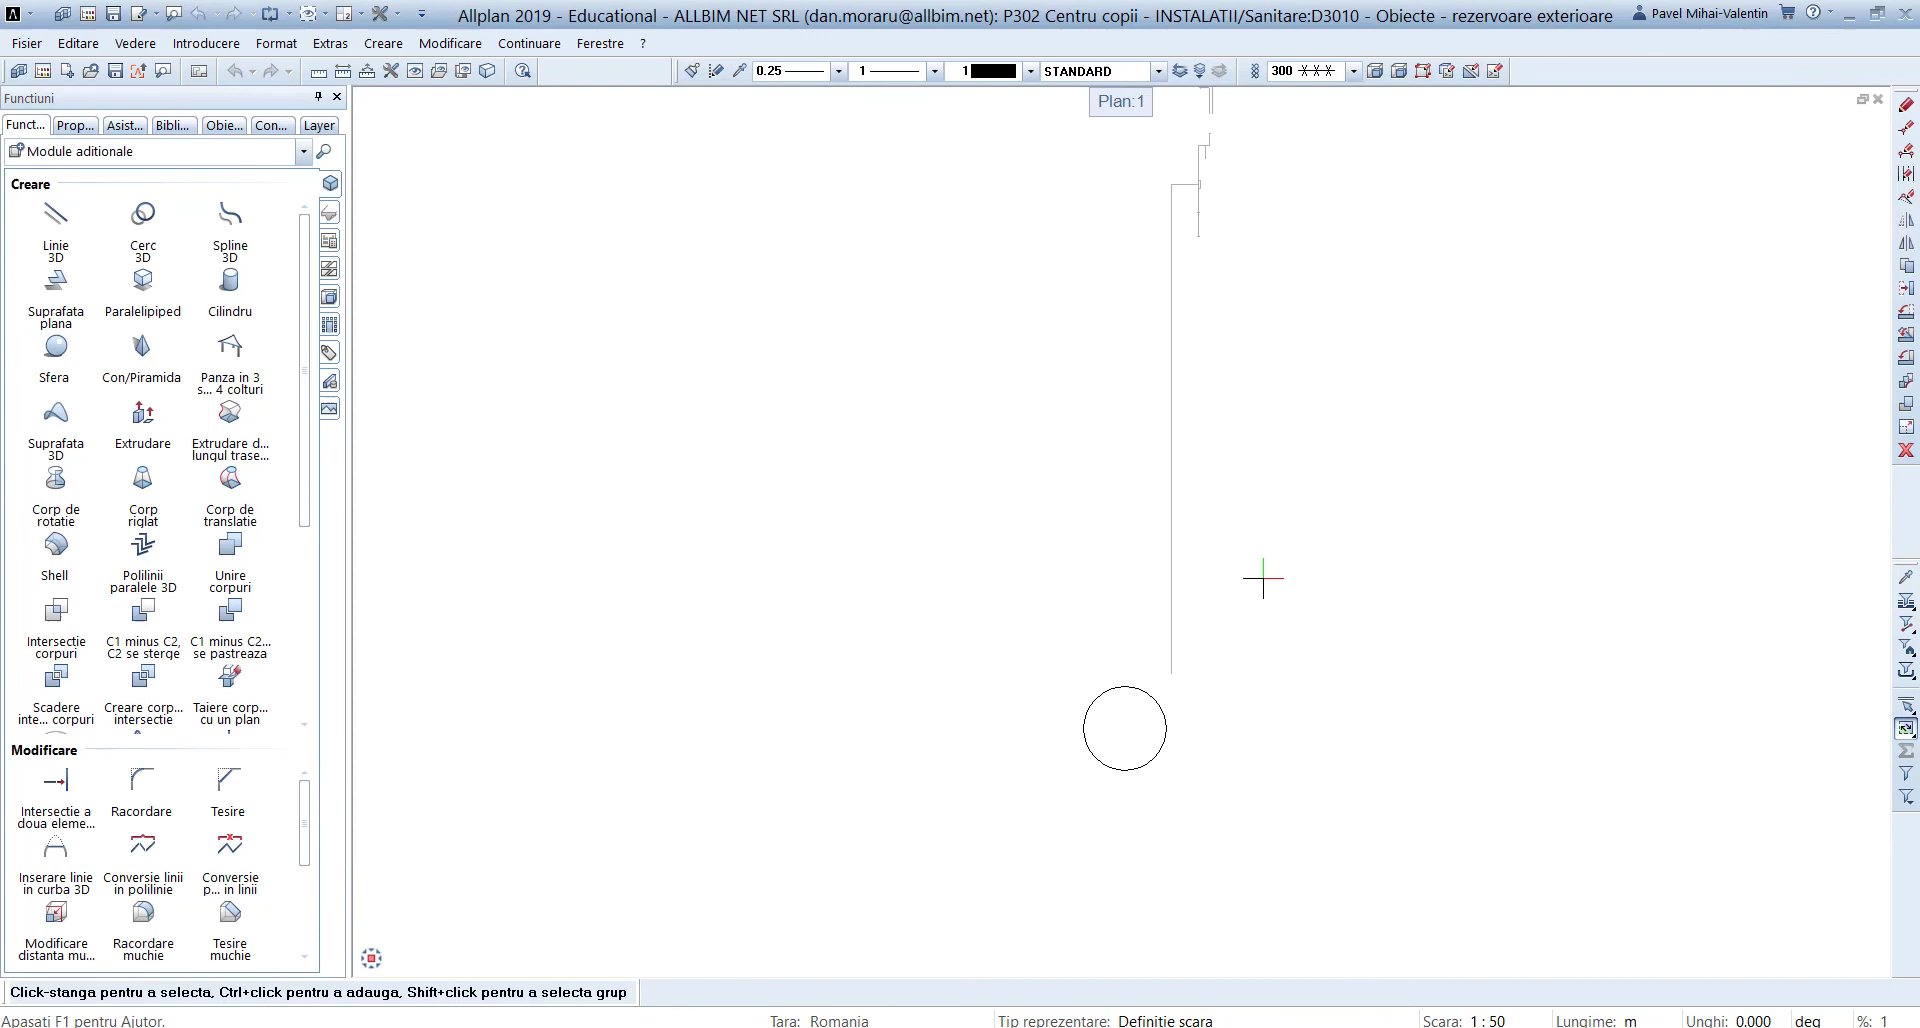 Allplan 2019 - Educational - ALLBIM NET SRL (dan.moraru@allbim.net): P302 Centru copii - INSTALATII/Sanitare:D3010 - Obiecte - rezervoare exterioare
Pavel Mihai-Valentin
Fisier Editare Vedere Introducere Format Extras Creare Modificare Continuare Ferestre ?
0.25 1 1 STANDARD 300
Functiuni
Funct... Prop... Asist... Bibli... Obie... Con... Layer
Plan:1
Module aditionale
Creare
Linie 3D
Cerc 3D
Spline 3D
Suprafata plana
Paralelipiped
Cilindru
Sfera
Con/Piramida
Panza in 3 s... 4 colturi
Suprafata 3D
Extrudare
Extrudare d... lungul trase...
Corp de rotatie
Corp riglat
Corp de translatie
Shell
Polilinii paralele 3D
Unire corpuri
Intersecție corpuri
C1 minus C2, C2 se sterge
C1 minus C2... se pastreaza
Scadere inte... corpuri
Creare corp... intersectie
Taiere corp... cu un plan
Modificare
Intersectie a doua eleme...
Racordare
Tesire
Inserare linie in curba 3D
Conversie linii in polilinie
Conversie p... in linii
Modificare distanta mu...
Racordare muchie
Tesire muchie
Click-stanga pentru a selecta, Ctrl+click pentru a adauga, Shift+click pentru a selecta grup
Apasati F1 pentru Ajutor. Tara: Romania Tip reprezentare: Definitie scara Scara: 1 : 50 Lungime: m Unghi: 0.000 deg %: 1